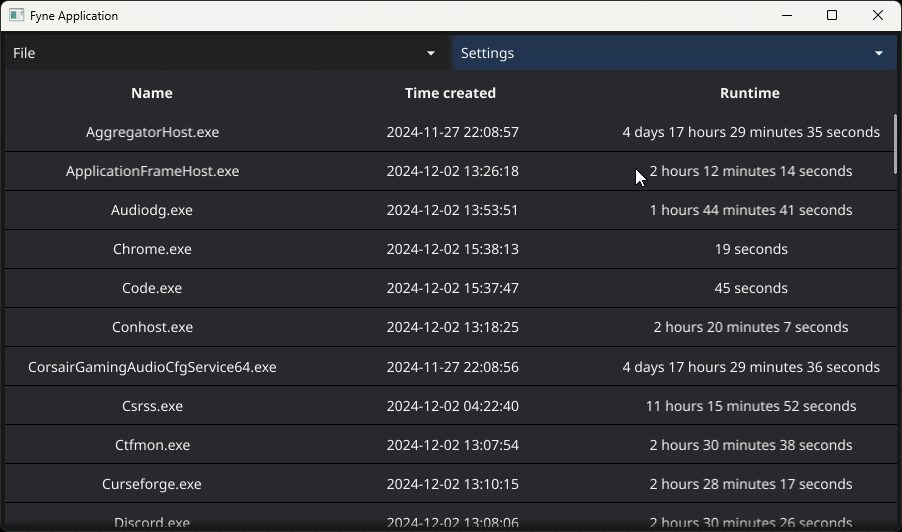 Fyne Application
File Settings
Name Time created Runtime
AggregatorHost.exe 2024-11-27 22:08:57 4 days 17 hours 29 minutes 35 seconds
ApplicationFrameHost.exe 2024-12-02 13:26:18 2 hours 12 minutes 14 seconds
Audiodg.exe 2024-12-02 13:53:51 1 hours 44 minutes 41 seconds
Chrome.exe 2024-12-02 15:38:13 19 seconds
Code.exe 2024-12-02 15:37:47 45 seconds
Conhost.exe 2024-12-02 13:18:25 2 hours 20 minutes 7 seconds
CorsairGamingAudioCfgService64.exe 2024-11-27 22:08:56 4 days 17 hours 29 minutes 36 seconds
Csrss.exe 2024-12-02 04:22:40 11 hours 15 minutes 52 seconds
Ctfmon.exe 2024-12-02 13:07:54 2 hours 30 minutes 38 seconds
Curseforge.exe 2024-12-02 13:10:15 2 hours 28 minutes 17 seconds
Discord.exe 2024-12-02 13:08:06 2 hours 30 minutes 26 seconds